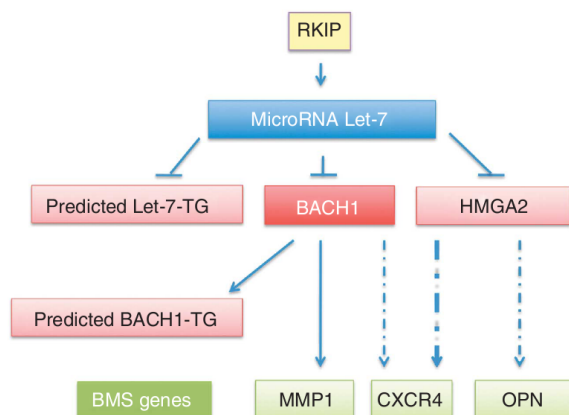 RKIP
MicroRNA Let-7
Predicted Let-7-TG
BACH1
HMGA2
Predicted BACH1-TG
BMS genes
MMP1
CXCR4
OPN